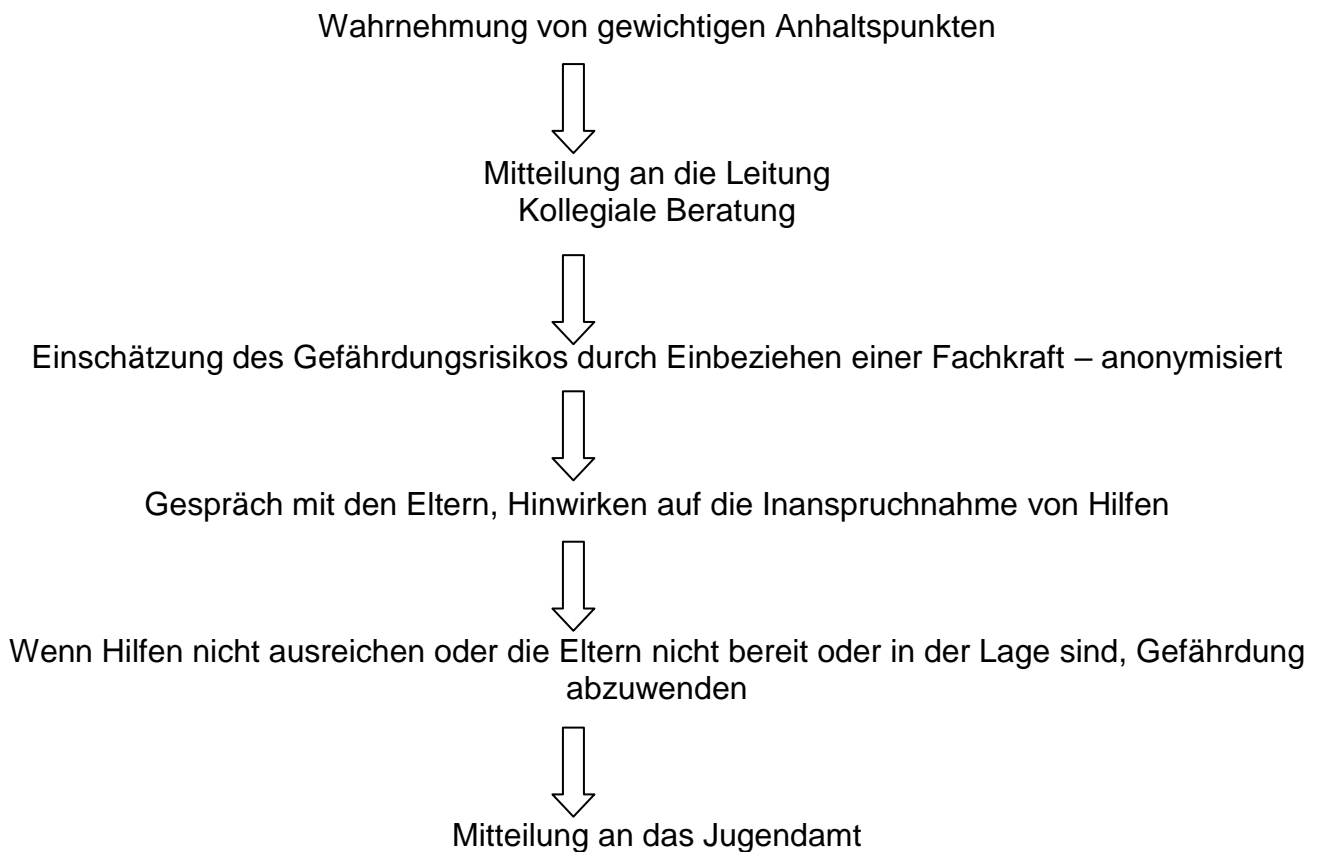 Wahrnehmung von gewichtigen Anhaltspunkten
Mitteilung an die Leitung
Kollegiale Beratung
Einschätzung des Gefährdungsrisikos durch Einbeziehen einer Fachkraft – anonymisiert
Gespräch mit den Eltern, Hinwirken auf die Inanspruchnahme von Hilfen
Wenn Hilfen nicht ausreichen oder die Eltern nicht bereit oder in der Lage sind, Gefährdung
abzuwenden
Mitteilung an das Jugendamt